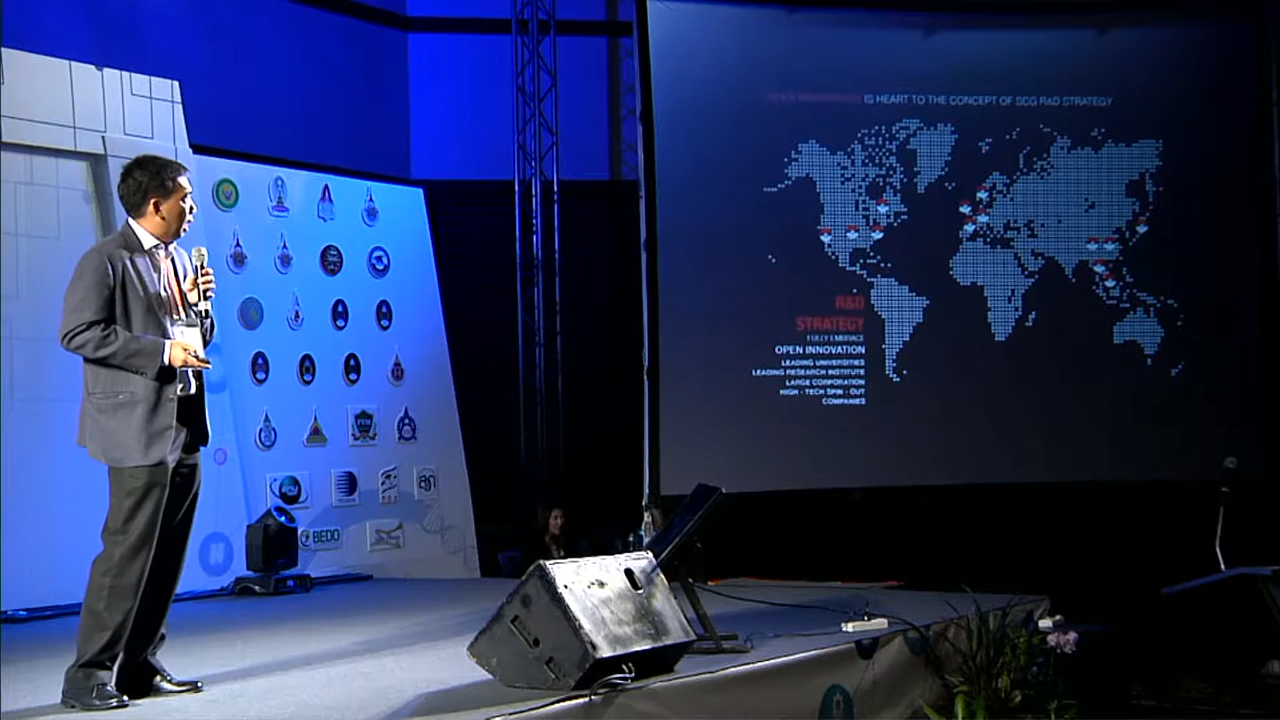 IS HEART TO THE CONCEPT OF SCG R&D STRATEGY
R&D
STRATEGY
FULLY EMBRACE
OPEN INNOVATION
LEADING UNIVERSITIES
LEADING RESEARCH INSTITUTE
LARGE CORPORATION
HIGH - TECH SPIN - OUT
COMPANIES
BEDO